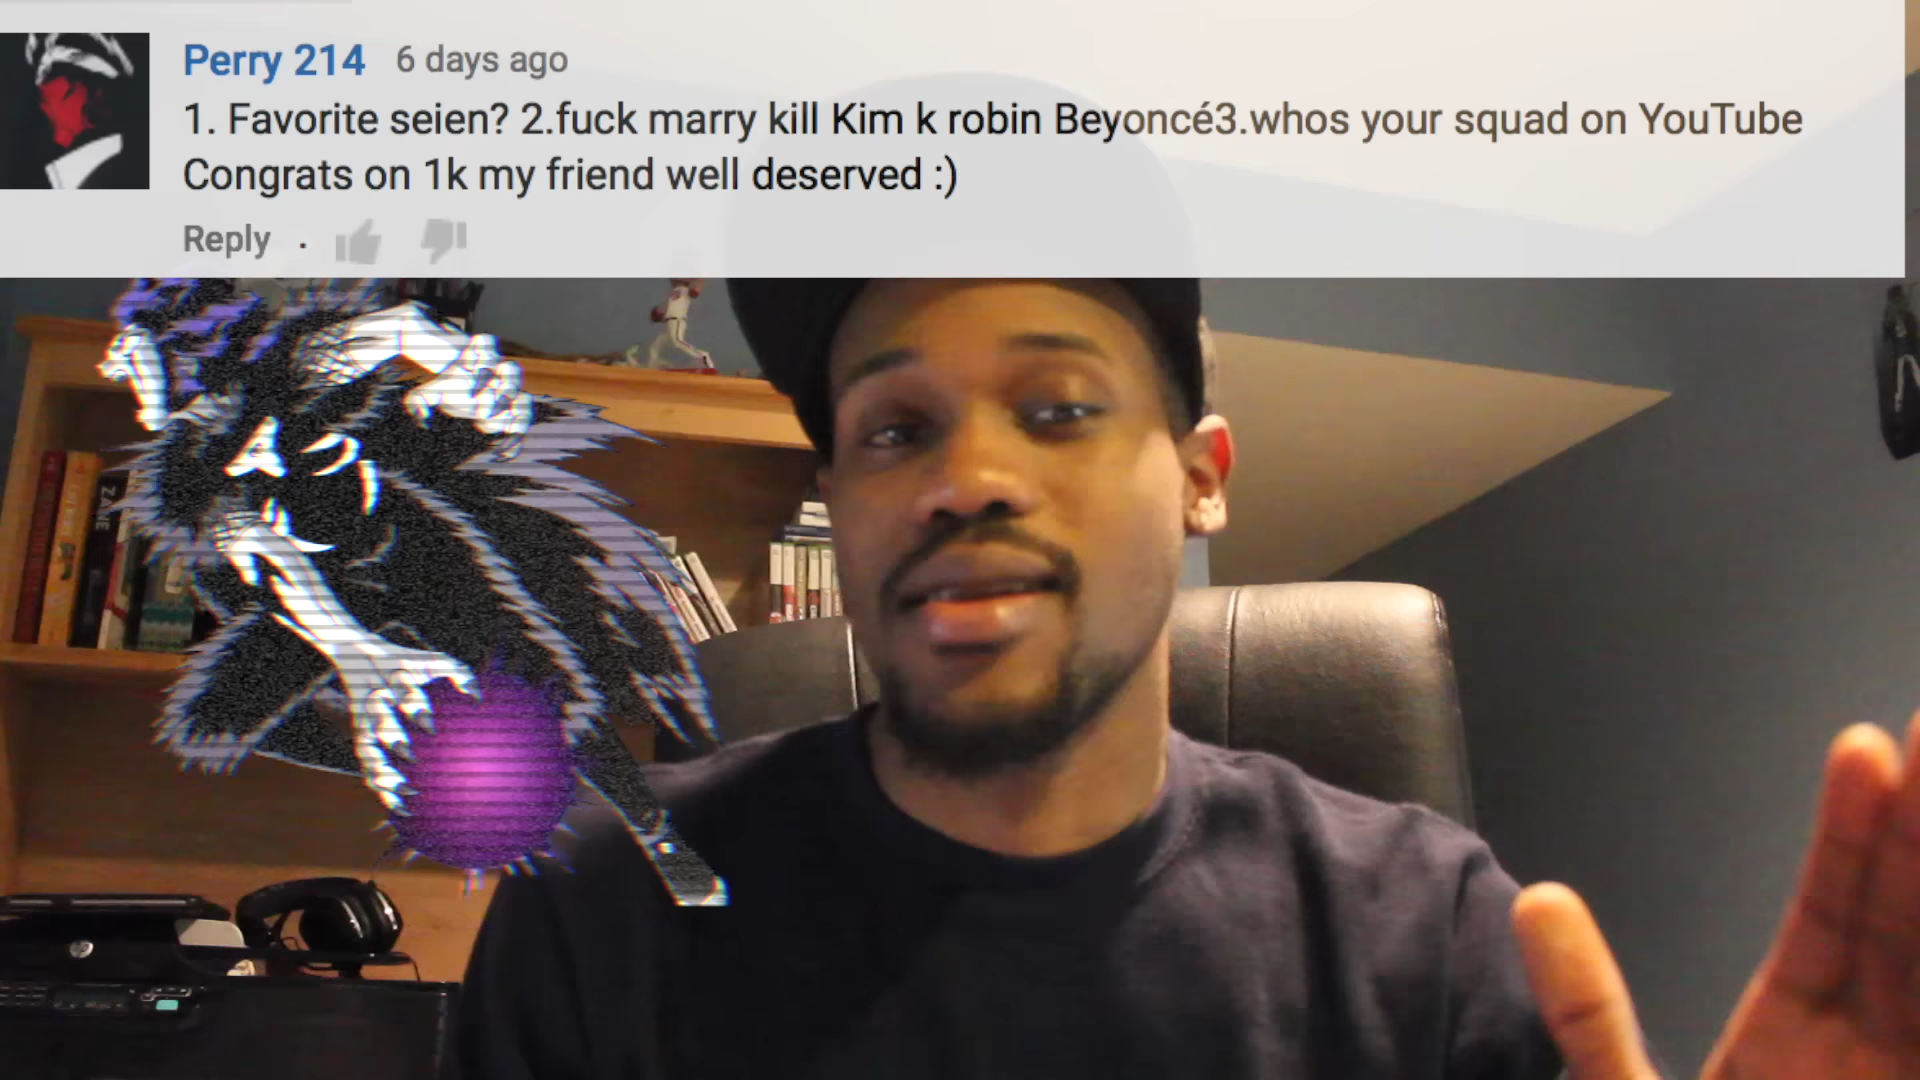 Perry 214 6 days ago
1. Favorite seien? 2.fuck marry kill Kim k robin Beyoncé3.whos your squad on YouTube
Congrats on 1k my friend well deserved :)
Reply .
hp